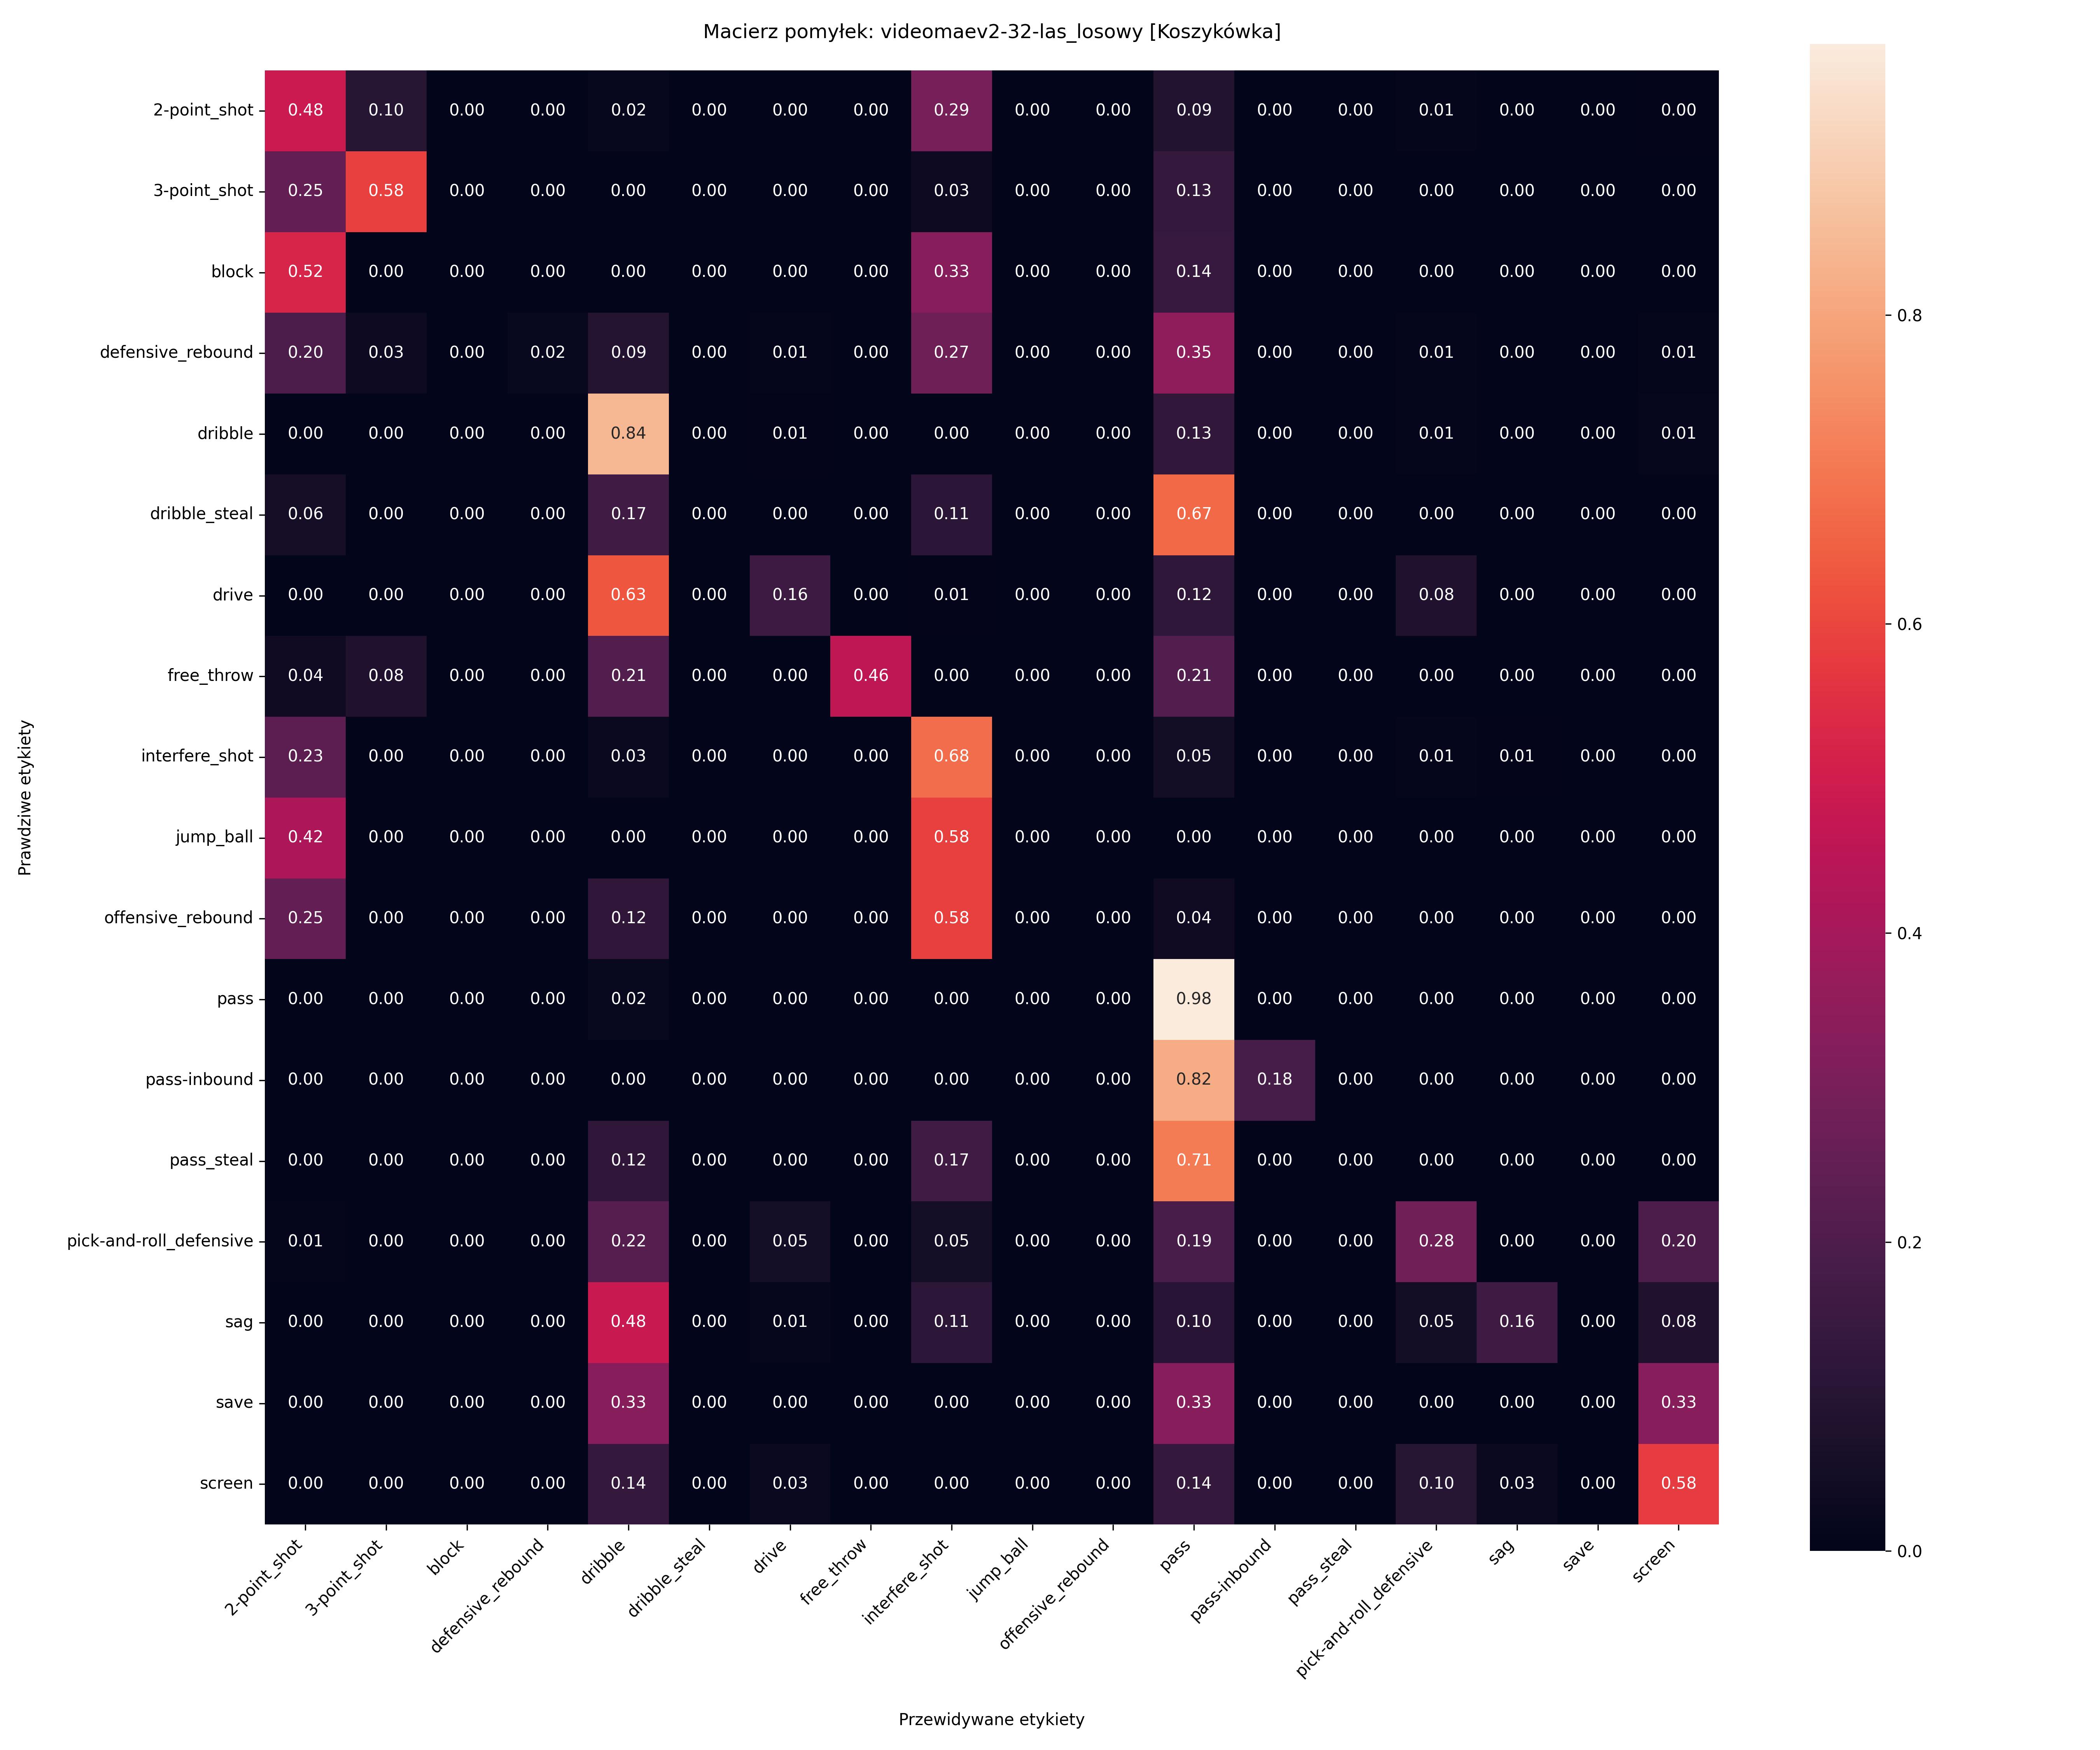 Macierz pomyłek: videomaev2-32-las_losowy [Koszykówka]
2-point_shot 0.48 0.10 0.00 0.00 0.02 0.00 0.00 0.00 0.29 0.00 0.00 0.09 0.00 0.00 0.01 0.00 0.00 0.00
3-point_shot 0.25 0.58 0.00 0.00 0.00 0.00 0.00 0.00 0.03 0.00 0.00 0.13 0.00 0.00 0.00 0.00 0.00 0.00
block 0.52 0.00 0.00 0.00 0.00 0.00 0.00 0.00 0.33 0.00 0.00 0.14 0.00 0.00 0.00 0.00 0.00 0.00
defensive_rebound 0.20 0.03 0.00 0.02 0.09 0.00 0.01 0.00 0.27 0.00 0.00 0.35 0.00 0.00 0.01 0.00 0.00 0.01
dribble 0.00 0.00 0.00 0.00 0.84 0.00 0.01 0.00 0.00 0.00 0.00 0.13 0.00 0.00 0.01 0.00 0.00 0.01
dribble_steal 0.06 0.00 0.00 0.00 0.17 0.00 0.00 0.00 0.11 0.00 0.00 0.67 0.00 0.00 0.00 0.00 0.00 0.00
drive 0.00 0.00 0.00 0.00 0.63 0.00 0.16 0.00 0.01 0.00 0.00 0.12 0.00 0.00 0.08 0.00 0.00 0.00
free_throw 0.04 0.08 0.00 0.00 0.21 0.00 0.00 0.46 0.00 0.00 0.00 0.21 0.00 0.00 0.00 0.00 0.00 0.00
interfere_shot 0.23 0.00 0.00 0.00 0.03 0.00 0.00 0.00 0.68 0.00 0.00 0.05 0.00 0.00 0.01 0.01 0.00 0.00
jump_ball 0.42 0.00 0.00 0.00 0.00 0.00 0.00 0.00 0.58 0.00 0.00 0.00 0.00 0.00 0.00 0.00 0.00 0.00
offensive_rebound 0.25 0.00 0.00 0.00 0.12 0.00 0.00 0.00 0.58 0.00 0.00 0.04 0.00 0.00 0.00 0.00 0.00 0.00
pass 0.00 0.00 0.00 0.00 0.02 0.00 0.00 0.00 0.00 0.00 0.00 0.98 0.00 0.00 0.00 0.00 0.00 0.00
pass-inbound 0.00 0.00 0.00 0.00 0.00 0.00 0.00 0.00 0.00 0.00 0.00 0.82 0.18 0.00 0.00 0.00 0.00 0.00
pass_steal 0.00 0.00 0.00 0.00 0.12 0.00 0.00 0.00 0.17 0.00 0.00 0.71 0.00 0.00 0.00 0.00 0.00 0.00
pick-and-roll_defensive 0.01 0.00 0.00 0.00 0.22 0.00 0.05 0.00 0.05 0.00 0.00 0.19 0.00 0.00 0.28 0.00 0.00 0.20
sag 0.00 0.00 0.00 0.00 0.48 0.00 0.01 0.00 0.11 0.00 0.00 0.10 0.00 0.00 0.05 0.16 0.00 0.08
save 0.00 0.00 0.00 0.00 0.33 0.00 0.00 0.00 0.00 0.00 0.00 0.33 0.00 0.00 0.00 0.00 0.00 0.33
screen 0.00 0.00 0.00 0.00 0.14 0.00 0.03 0.00 0.00 0.00 0.00 0.14 0.00 0.00 0.10 0.03 0.00 0.58
Prawdziwe etykiety
2-point_shot
3-point_shot
block
defensive_rebound
dribble
dribble_steal
drive
free_throw
interfere_shot
jump_ball
offensive_rebound
pass
pass-inbound
pass_steal
pick-and-roll_defensive
sag
save
screen
Przewidywane etykiety
0.8
0.6
0.4
0.2
0.0